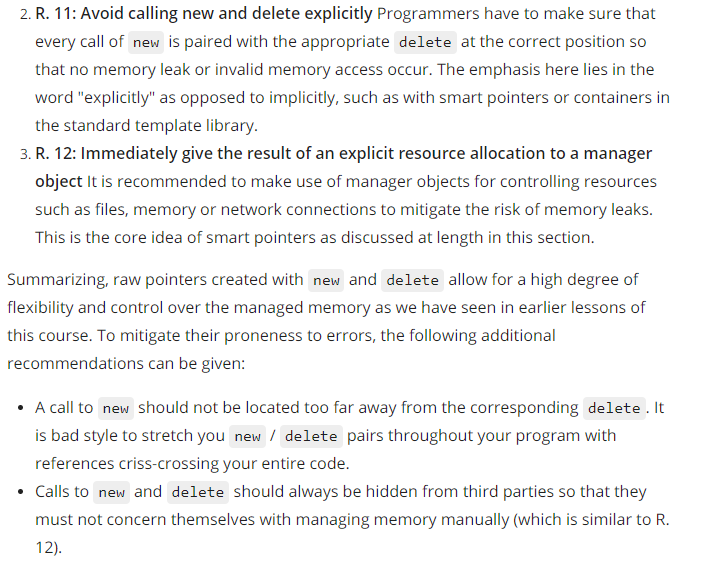 2. R. 11: Avoid calling new and delete explicitly Programmers have to make sure that
every call of new is paired with the appropriate delete at the correct position so
that no memory leak or invalid memory access occur. The emphasis here lies in the
word "explicitly" as opposed to implicitly, such as with smart pointers or containers in
the standard template library.
3. R. 12: Immediately give the result of an explicit resource allocation to a manager
object It is recommended to make use of manager objects for controlling resources
such as files, memory or network connections to mitigate the risk of memory leaks.
This is the core idea of smart pointers as discussed at length in this section.
Summarizing, raw pointers created with new and delete allow for a high degree of
flexibility and control over the managed memory as we have seen in earlier lessons of
this course. To mitigate their proneness to errors, the following additional
recommendations can be given:
• A call to new should not be located too far away from the corresponding delete. It
is bad style to stretch you new / delete pairs throughout your program with
references criss-crossing your entire code.
• Calls to new and delete should always be hidden from third parties so that they
must not concern themselves with managing memory manually (which is similar to R.
12).